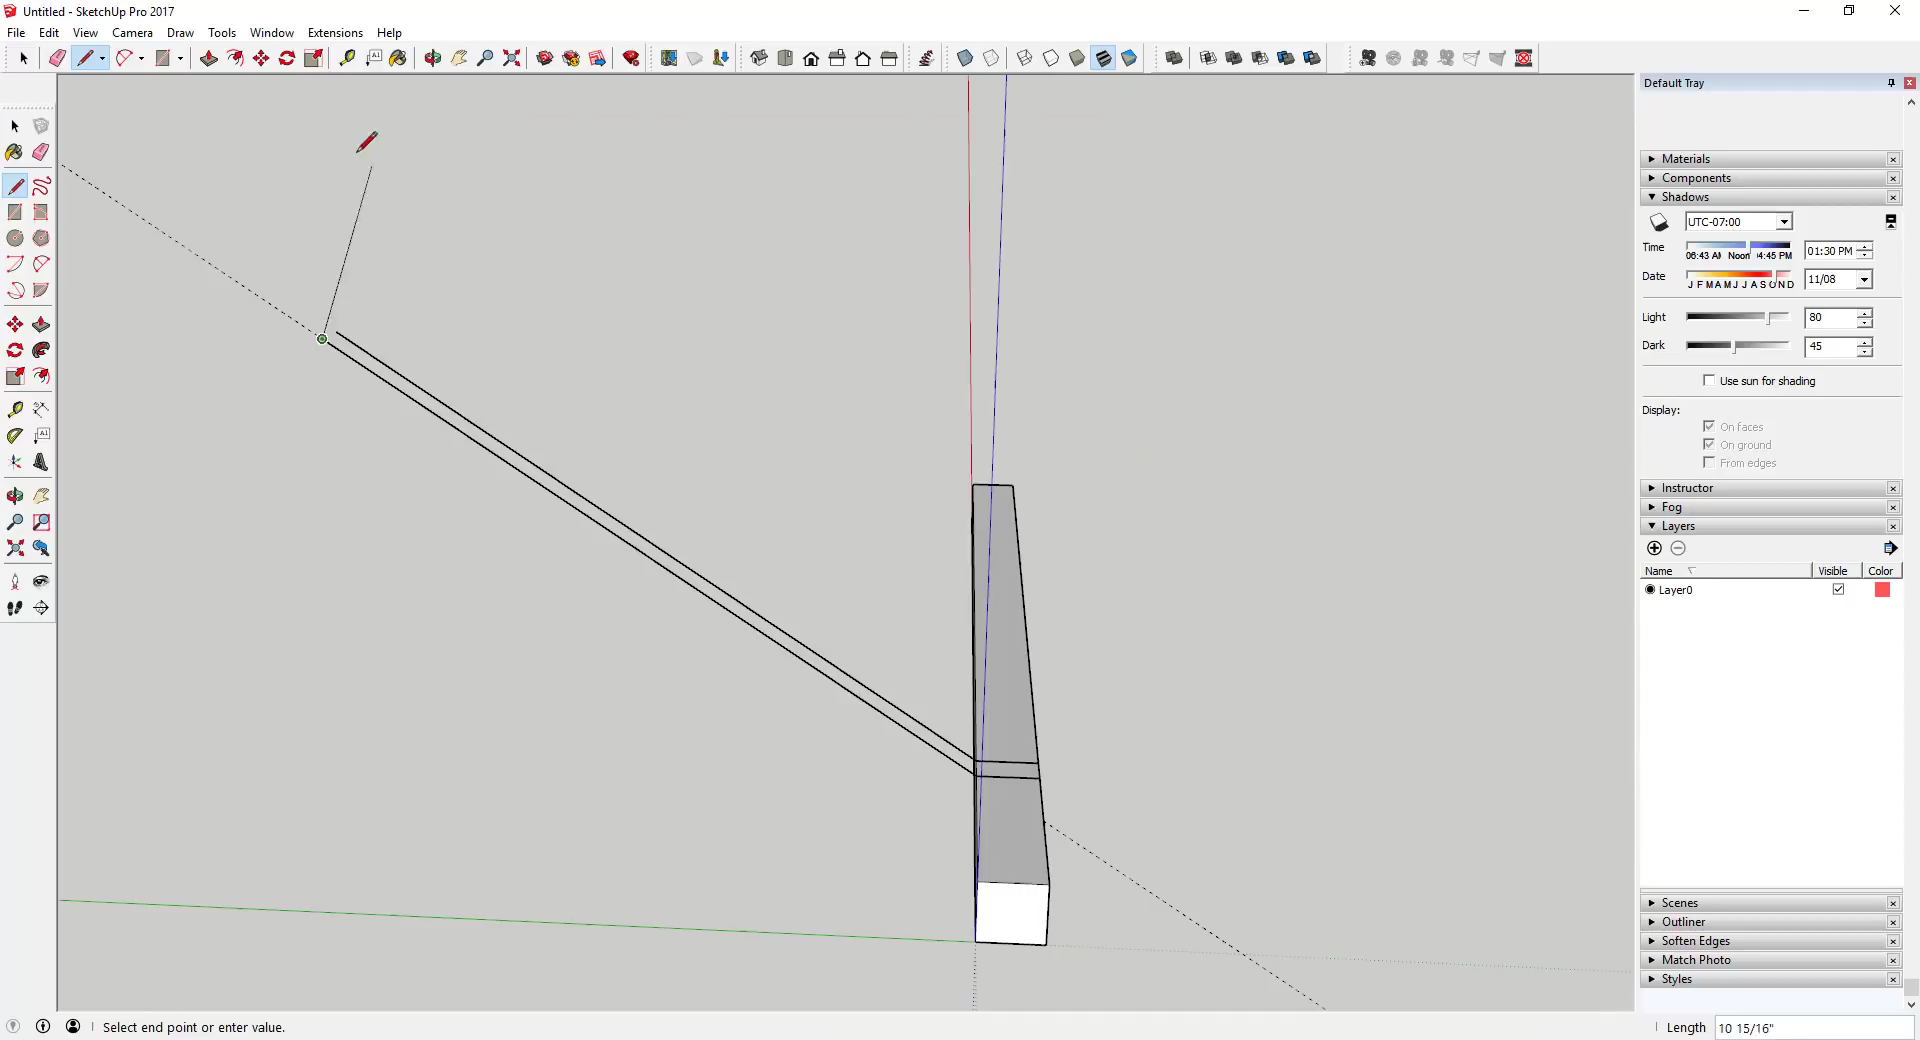 Untitled - SketchUp Pro 2017
File Edit View Camera Draw Tools Window Extensions Help
Default Tray
Materials
Components
Shadows
UTC-07:00
Time
06:43 AM Noon 04:45 PM
01:30 PM
Date
J F M A M J J A S O N D
11/08
Light
80
Dark
45
Use sun for shading
Display:
On faces
On ground
From edges
Instructor
Fog
Layers
Name Visible Color
Layer0
Scenes
Outliner
Soften Edges
Match Photo
Styles
Select end point or enter value.
Length 10 15/16"